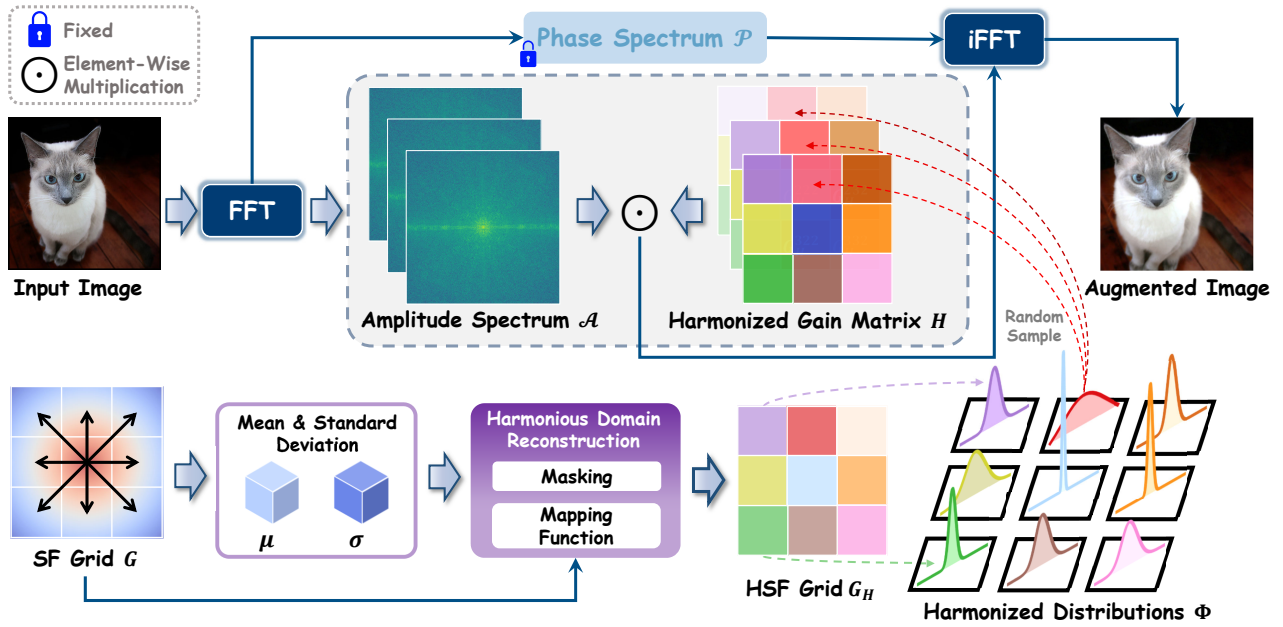 Fixed
Element-Wise
Multiplication
Phase Spectrum 𝒫
iFFT
FFT
Input Image
Amplitude Spectrum 𝒜
Harmonized Gain Matrix H
Augmented Image
Random
Sample
Mean & Standard
Deviation
μ
σ
Harmonious Domain
Reconstruction
Masking
Mapping
Function
SF Grid G
HSF Grid G_H
Harmonized Distributions Φ